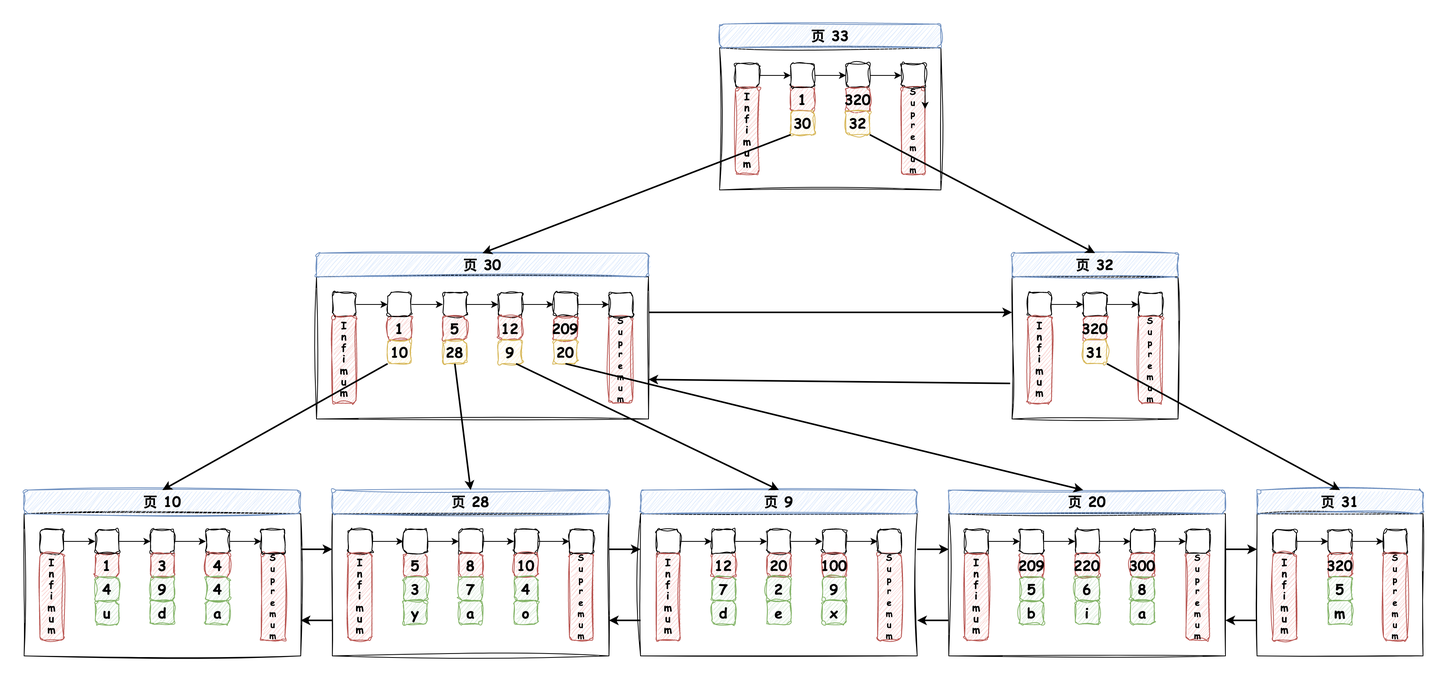 页 33
Infimum
1
320
Supremum
30
32
页 30
页 32
Infimum
1
5
12
209
Supremum
10
28
9
20
Infimum
320
Supremum
31
页 10
页 28
页 9
页 20
页 31
Infimum
1
3
4
Supremum
4
9
4
u
d
a
Infimum
5
8
10
Supremum
3
7
4
y
a
o
Infimum
12
20
100
Supremum
7
2
9
d
e
x
Infimum
209
220
300
Supremum
5
6
8
b
i
a
Infimum
320
Supremum
5
m